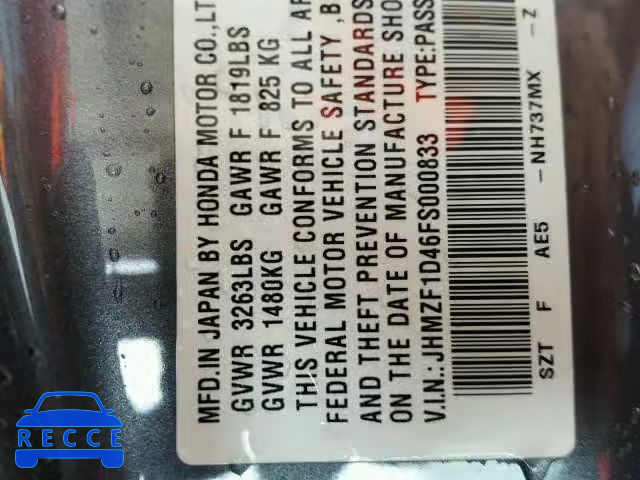 MFD.IN JAPAN BY HONDA MOTOR CO.,LT
GVWR 3263LBS GAWR F 1819LBS
GVWR 1480KG GAWR F 825 KG
THIS VEHICLE CONFORMS TO ALL AP
FEDERAL MOTOR VEHICLE SAFETY ,B
AND THEFT PREVENTION STANDARDS
ON THE DATE OF MANUFACTURE SHO
V.I.N.: JHMZF1D46FS000833 TYPE:PASS
SZT F AE5 -NH737MX -Z
RECCE